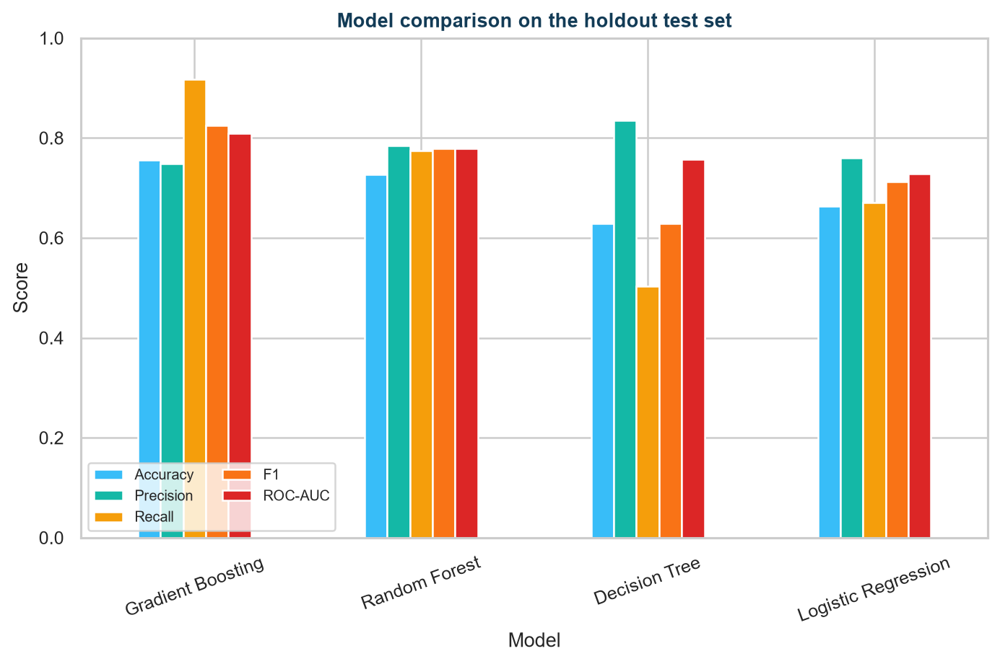 Model comparison on the holdout test set
1.0
0.8
0.6
0.4
0.2
0.0
Score
Accuracy
Precision
Recall
F1
ROC-AUC
Gradient Boosting
Random Forest
Decision Tree
Logistic Regression
Model